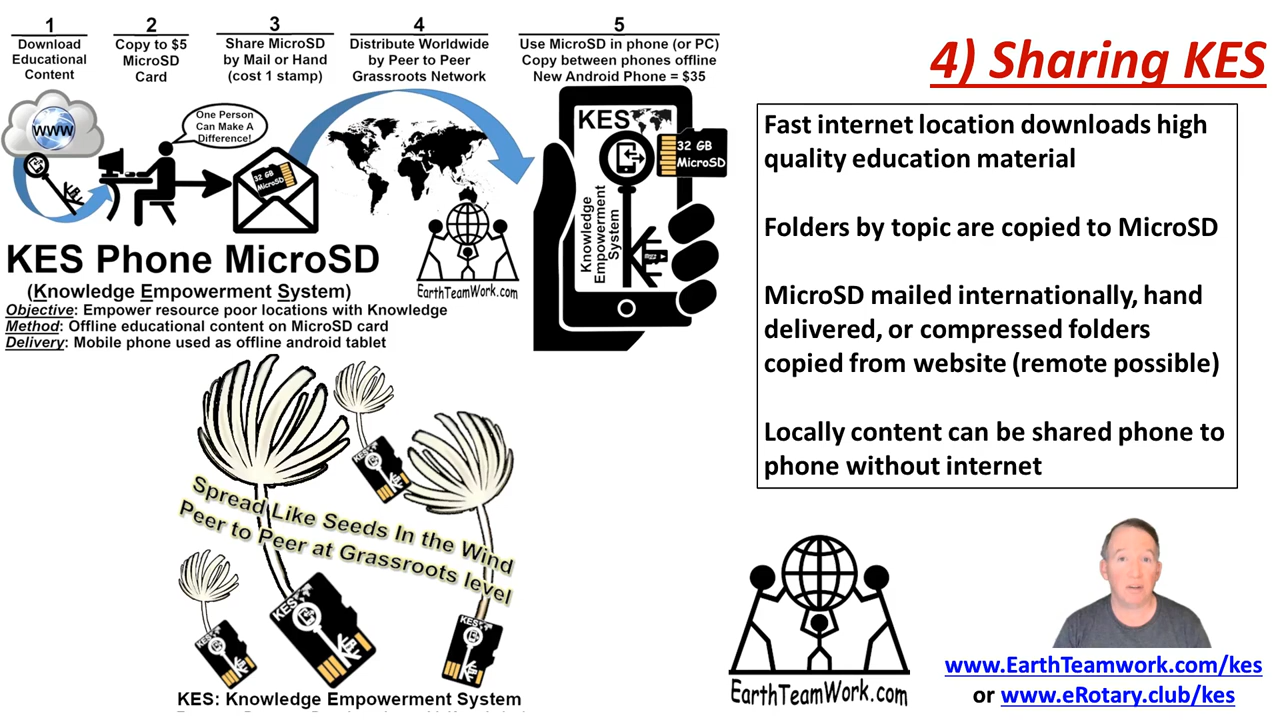 1
Download
Educational
Content
2
Copy to $5
MicroSD
Card
3
Share MicroSD
by Mail or Hand
(cost 1 stamp)
4
Distribute Worldwide
by Peer to Peer
Grassroots Network
5
Use MicroSD in phone (or PC)
Copy between phones offline
New Android Phone = $35
WWW
One Person
Can Make A
Difference!
32 GB
MicroSD
EarthTeamWork.com
KES
32 GB
MicroSD
Knowledge
Empowerment
System
KES Phone MicroSD
(Knowledge Empowerment System)
Objective: Empower resource poor locations with Knowledge
Method: Offline educational content on MicroSD card
Delivery: Mobile phone used as offline android tablet
KES
KES
KES
KES
Spread Like Seeds In the Wind
Peer to Peer at Grassroots level
KES: Knowledge Empowerment System
4) Sharing KES
Fast internet location downloads high
quality education material
Folders by topic are copied to MicroSD
MicroSD mailed internationally, hand
delivered, or compressed folders
copied from website (remote possible)
Locally content can be shared phone to
phone without internet
EarthTeamWork.com
www.EarthTeamwork.com/kes
or www.eRotary.club/kes